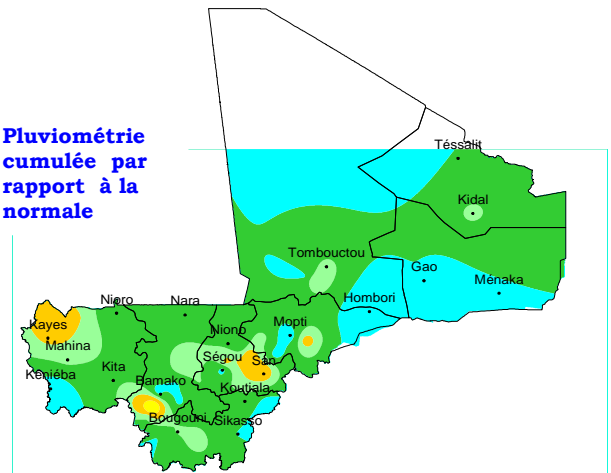 Pluviométrie
cumulée par
rapport à la
normale
Téssalit
Kidal
Tombouctou
Gao
Ménaka
Hombori
Nioro
Nara
Mopti
Kayes
Niono
Mahina
Ségou
San
Kéniéba
Kita
Bamako
Koutiala
Bougouni
Sikasso